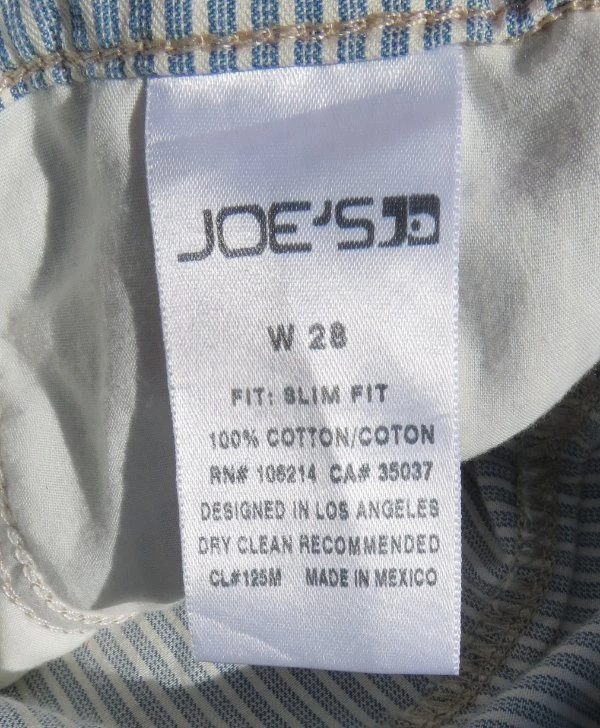 JOE'S JD
W 28
FIT: SLIM FIT
100% COTTON/COTON
RN# 106214 CA# 35037
DESIGNED IN LOS ANGELES
DRY CLEAN RECOMMENDED
CL#125M MADE IN MEXICO